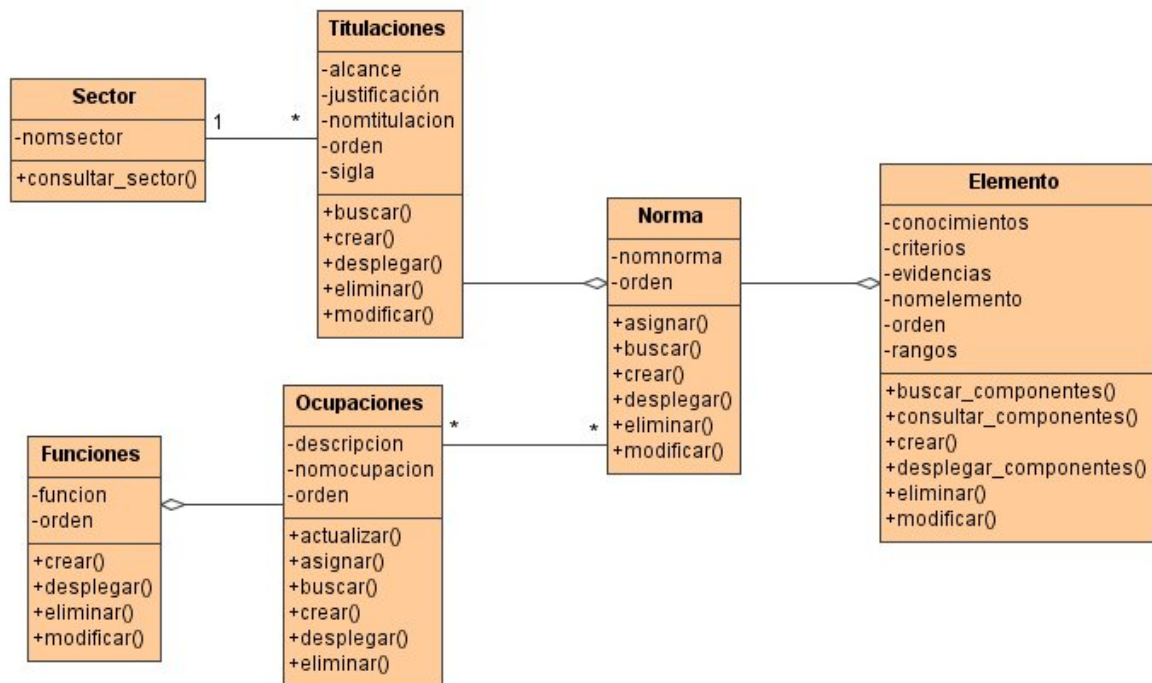 Sector
-nomsector
+consultar_sector()
1
*
Titulaciones
-alcance
-justificación
-nomtitulacion
-orden
-sigla
+buscar()
+crear()
+desplegar()
+eliminar()
+modificar()
Norma
-nomnorma
-orden
+asignar()
+buscar()
+crear()
+desplegar()
+eliminar()
+modificar()
Elemento
-conocimientos
-criterios
-evidencias
-nomelemento
-orden
-rangos
+buscar_componentes()
+consultar_componentes()
+crear()
+desplegar_componentes()
+eliminar()
+modificar()
Funciones
-funcion
-orden
+crear()
+desplegar()
+eliminar()
+modificar()
Ocupaciones
-descripcion
-nomocupacion
-orden
+actualizar()
+asignar()
+buscar()
+crear()
+desplegar()
+eliminar()
*
*